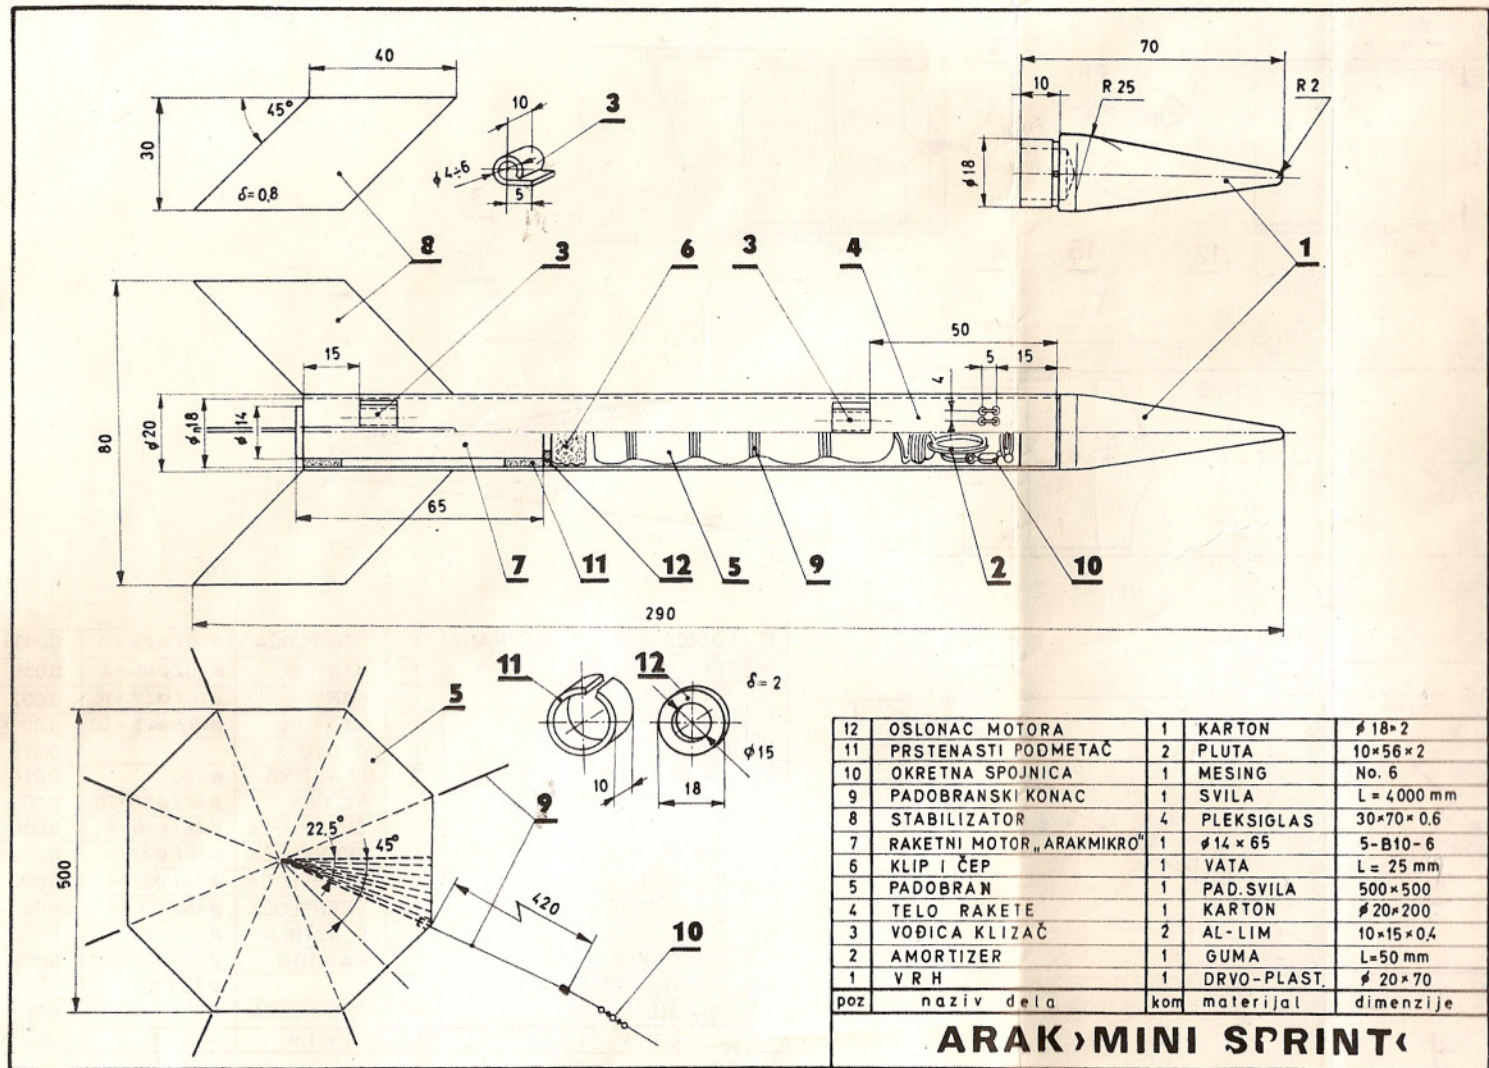 40
45°
30
δ=0,8
8
10
3
ϕ 4÷6
5
70
10
R 25
R 2
ϕ18
1
3
6
3
4
50
15
5
15
4
80
ϕ20
ϕn18
ϕ14
65
7
11
12
5
9
2
10
290
5
11
12
δ=2
ϕ15
10
18
500
22,5°
45°
9
420
10
12 OSLONAC MOTORA 1 KARTON ϕ 18×2
11 PRSTENASTI PODMETAČ 2 PLUTA 10×56×2
10 OKRETNA SPOJNICA 1 MESING No. 6
9 PADOBRANSKI KONAC 1 SVILA L = 4000 mm
8 STABILIZATOR 4 PLEKSIGLAS 30×70×0,6
7 RAKETNI MOTOR „ARAKMIKRO" 1 ϕ14 × 65 5-B10-6
6 KLIP I ČEP 1 VATA L = 25 mm
5 PADOBRAN 1 PAD. SVILA 500×500
4 TELO RAKETE 1 KARTON ϕ20×200
3 VOĐICA KLIZAČ 2 AL-LIM 10×15×0,4
2 AMORTIZER 1 GUMA L=50 mm
1 VRH 1 DRVO-PLAST. ϕ 20×70
poz naziv dela kom materijal dimenzije
ARAK›MINI SPRINT‹